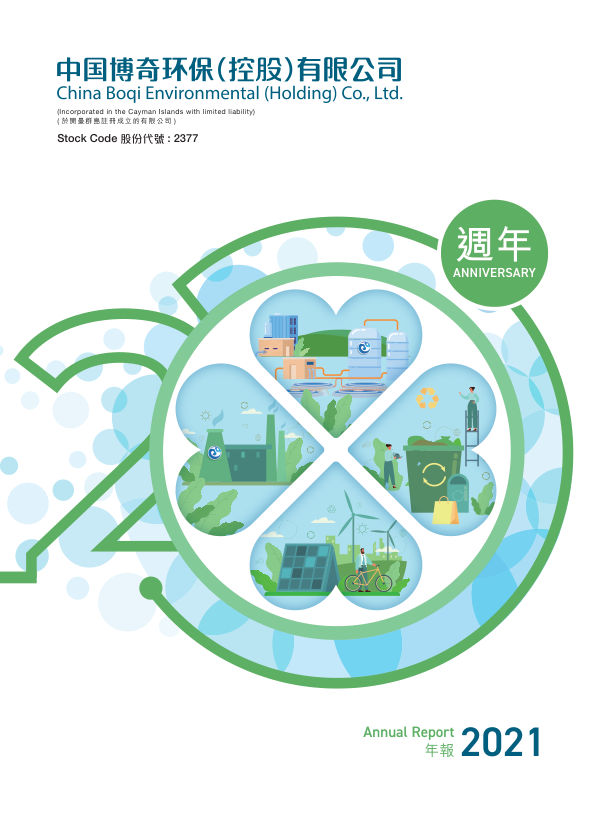 中国博奇环保(控股)有限公司
China Boqi Environmental (Holding) Co., Ltd.
(Incorporated in the Cayman Islands with limited liability)
(於開曼群島註冊成立的有限公司)
Stock Code 股份代號 : 2377
20
週年
ANNIVERSARY
Annual Report
年報
2021